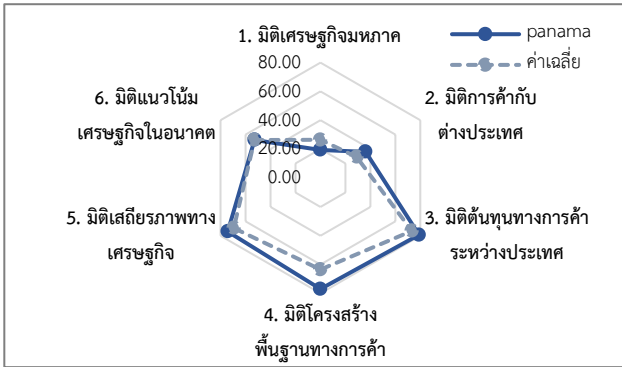 1. มิติเศรษฐกิจมหภาค
panama
ค่าเฉลี่ย
80.00
60.00
40.00
20.00
0.00
2. มิติการค้ากับ
ต่างประเทศ
3. มิติต้นทุนทางการค้า
ระหว่างประเทศ
4. มิติโครงสร้าง
พื้นฐานทางการค้า
5. มิติเสถียรภาพทาง
เศรษฐกิจ
6. มิติแนวโน้ม
เศรษฐกิจในอนาคต